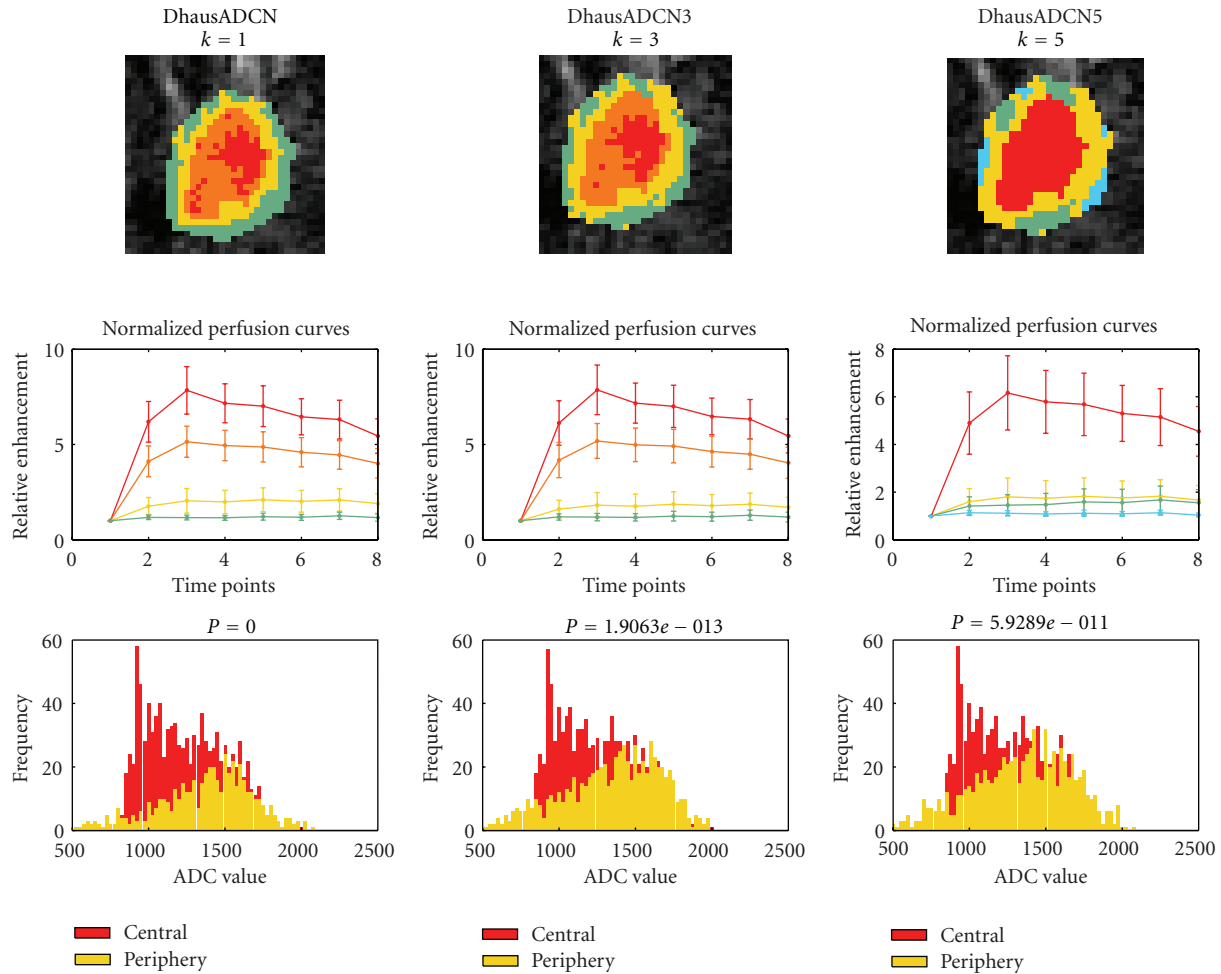 DhausADCN
k = 1
DhausADCN3
k = 3
DhausADCN5
k = 5
Normalized perfusion curves
10
5
0
Relative enhancement
0 2 4 6 8
Time points
Normalized perfusion curves
10
5
0
Relative enhancement
0 2 4 6 8
Time points
Normalized perfusion curves
8
6
4
2
0
Relative enhancement
0 2 4 6 8
Time points
P = 0
60
40
20
0
Frequency
500 1000 1500 2000 2500
ADC value
P = 1.9063e − 013
60
40
20
0
Frequency
500 1000 1500 2000 2500
ADC value
P = 5.9289e − 011
60
40
20
0
Frequency
500 1000 1500 2000 2500
ADC value
Central
Periphery
Central
Periphery
Central
Periphery